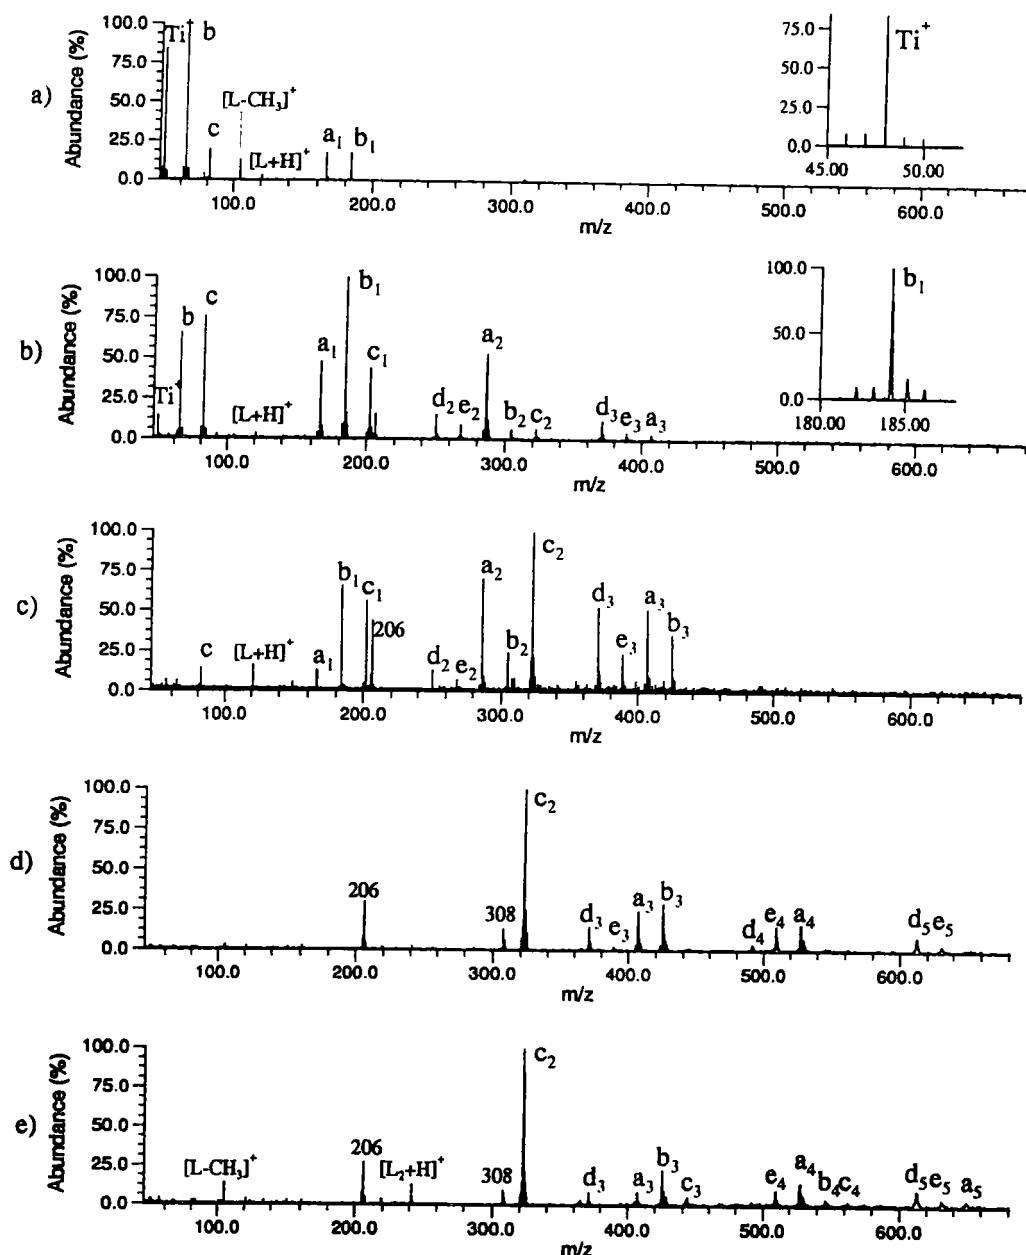 a)
Abundance (%)
100.0
75.0
50.0
25.0
0.0
Ti⁺
b
c
[L-CH₃]⁺
[L+H]⁺
a₁
b₁
100.0 200.0 300.0 400.0 500.0 600.0
m/z
75.0
50.0
25.0
0.0
Ti⁺
45.00 50.00
b)
Abundance (%)
100.0
75.0
50.0
25.0
0.0
Ti⁺
b
c
[L+H]⁺
a₁
b₁
c₁
d₂
e₂
a₂
b₂
c₂
d₃
e₃
a₃
100.0 200.0 300.0 400.0 500.0 600.0
m/z
100.0
50.0
0.0
b₁
180.00 185.00
c)
Abundance (%)
100.0
75.0
50.0
25.0
0.0
c
[L+H]⁺
a₁
b₁
c₁
206
d₂
e₂
a₂
b₂
c₂
d₃
e₃
a₃
b₃
100.0 200.0 300.0 400.0 500.0 600.0
m/z
d)
Abundance (%)
100.0
75.0
50.0
25.0
0.0
206
308
c₂
d₃
e₃
a₃
b₃
d₄
e₄
a₄
d₅
e₅
100.0 200.0 300.0 400.0 500.0 600.0
m/z
e)
Abundance (%)
100.0
75.0
50.0
25.0
0.0
[L-CH₃]⁺
206
[L₂+H]⁺
308
c₂
d₃
a₃
b₃
c₃
e₄
a₄
b₄
c₄
d₅
e₅
a₅
100.0 200.0 300.0 400.0 500.0 600.0
m/z